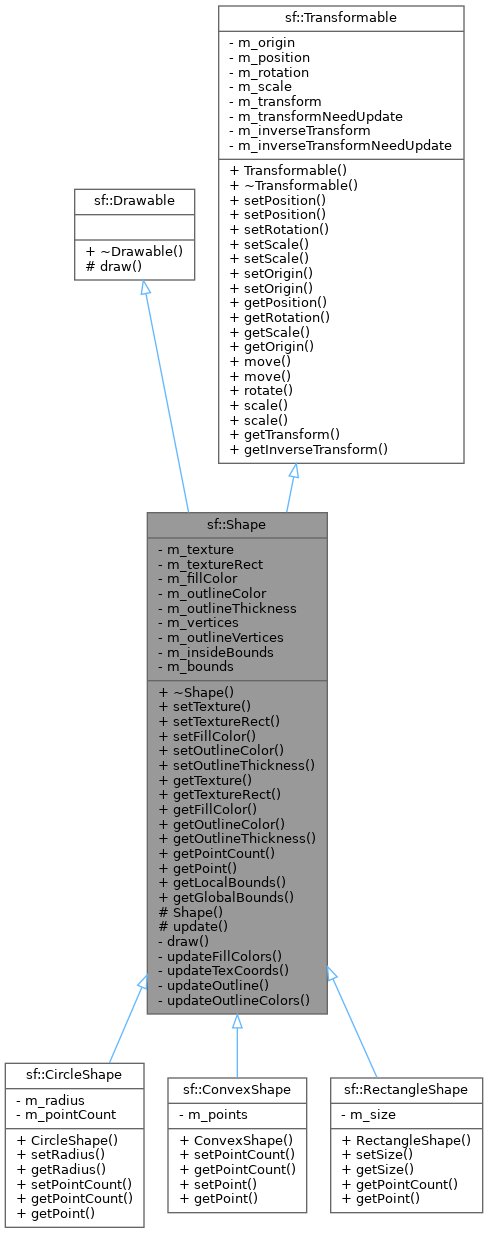 sf::Transformable
- m_origin
- m_position
- m_rotation
- m_scale
- m_transform
- m_transformNeedUpdate
- m_inverseTransform
- m_inverseTransformNeedUpdate
+ Transformable()
+ ~Transformable()
+ setPosition()
+ setPosition()
+ setRotation()
+ setScale()
+ setScale()
+ setOrigin()
+ setOrigin()
+ getPosition()
+ getRotation()
+ getScale()
+ getOrigin()
+ move()
+ move()
+ rotate()
+ scale()
+ scale()
+ getTransform()
+ getInverseTransform()
sf::Drawable
+ ~Drawable()
# draw()
sf::Shape
- m_texture
- m_textureRect
- m_fillColor
- m_outlineColor
- m_outlineThickness
- m_vertices
- m_outlineVertices
- m_insideBounds
- m_bounds
+ ~Shape()
+ setTexture()
+ setTextureRect()
+ setFillColor()
+ setOutlineColor()
+ setOutlineThickness()
+ getTexture()
+ getTextureRect()
+ getFillColor()
+ getOutlineColor()
+ getOutlineThickness()
+ getPointCount()
+ getPoint()
+ getLocalBounds()
+ getGlobalBounds()
# Shape()
# update()
- draw()
- updateFillColors()
- updateTexCoords()
- updateOutline()
- updateOutlineColors()
sf::CircleShape
- m_radius
- m_pointCount
+ CircleShape()
+ setRadius()
+ getRadius()
+ setPointCount()
+ getPointCount()
+ getPoint()
sf::ConvexShape
- m_points
+ ConvexShape()
+ setPointCount()
+ getPointCount()
+ setPoint()
+ getPoint()
sf::RectangleShape
- m_size
+ RectangleShape()
+ setSize()
+ getSize()
+ getPointCount()
+ getPoint()